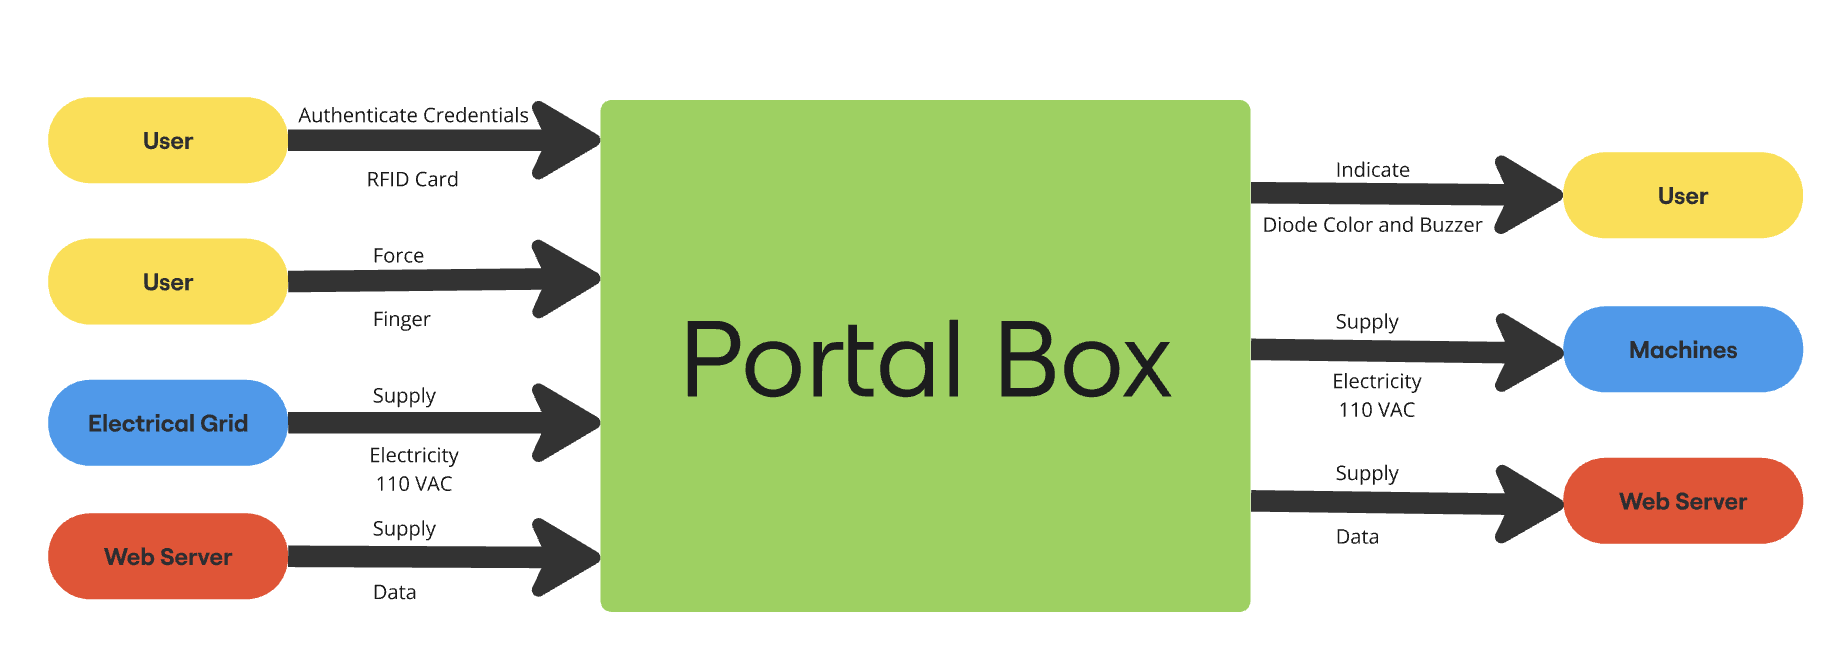 User
Authenticate Credentials
RFID Card
User
Force
Finger
Electrical Grid
Supply
Electricity
110 VAC
Web Server
Supply
Data
Portal Box
Indicate
Diode Color and Buzzer
User
Supply
Electricity
110 VAC
Machines
Supply
Data
Web Server